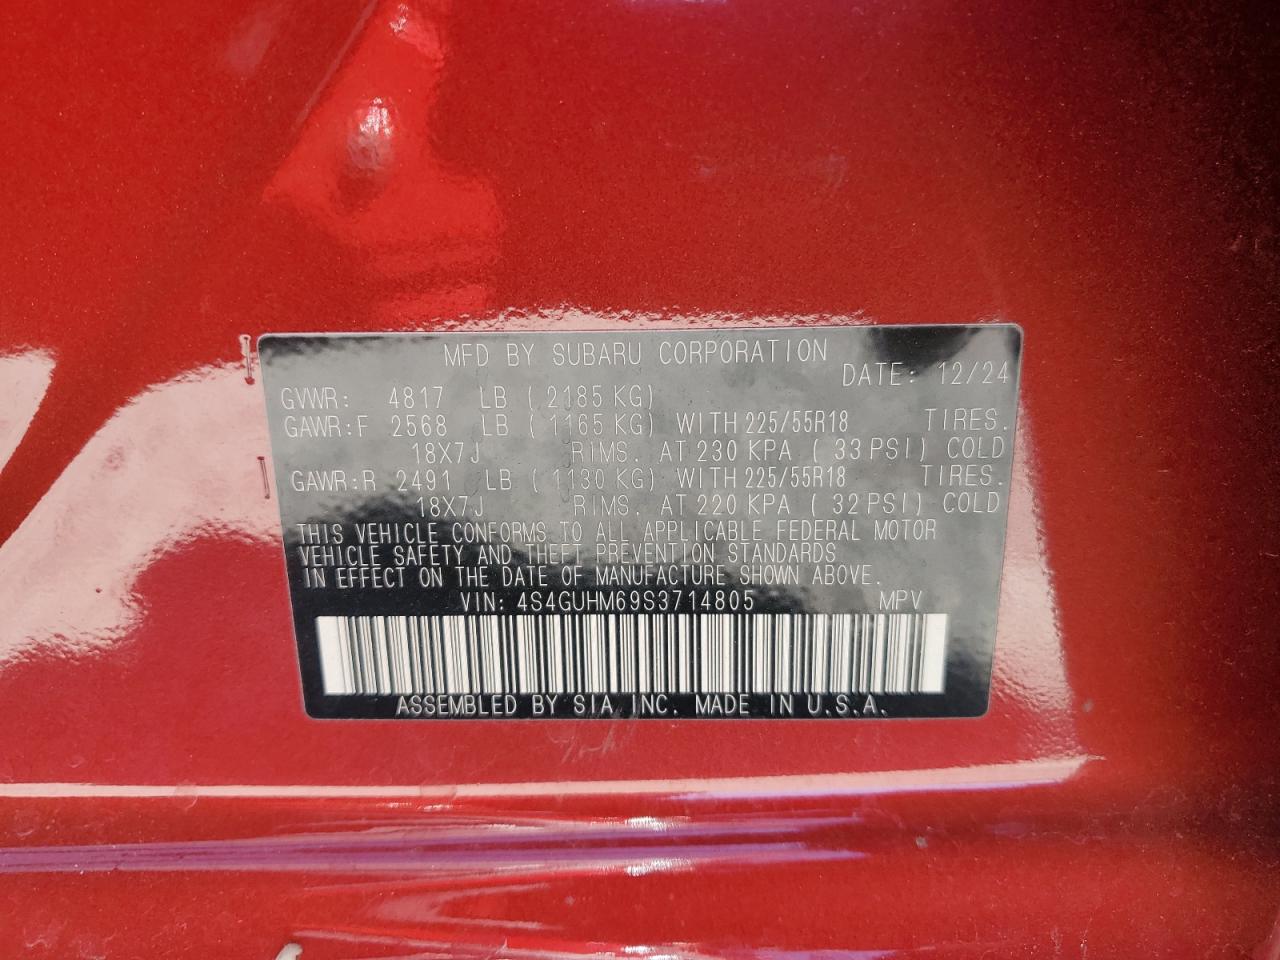 MFD BY SUBARU CORPORATION
DATE: 12/24
GVWR: 4817 LB ( 2185 KG)
GAWR:F 2568 LB ( 1165 KG) WITH 225/55R18 TIRES.
18X7J RIMS. AT 230 KPA ( 33 PSI) COLD
GAWR:R 2491 LB ( 1130 KG) WITH 225/55R18 TIRES.
18X7J RIMS. AT 220 KPA ( 32 PSI) COLD
THIS VEHICLE CONFORMS TO ALL APPLICABLE FEDERAL MOTOR
VEHICLE SAFETY AND THEFT PREVENTION STANDARDS
IN EFFECT ON THE DATE OF MANUFACTURE SHOWN ABOVE.
VIN: 4S4GUHM69S3714805 MPV
ASSEMBLED BY SIA INC. MADE IN U.S.A.